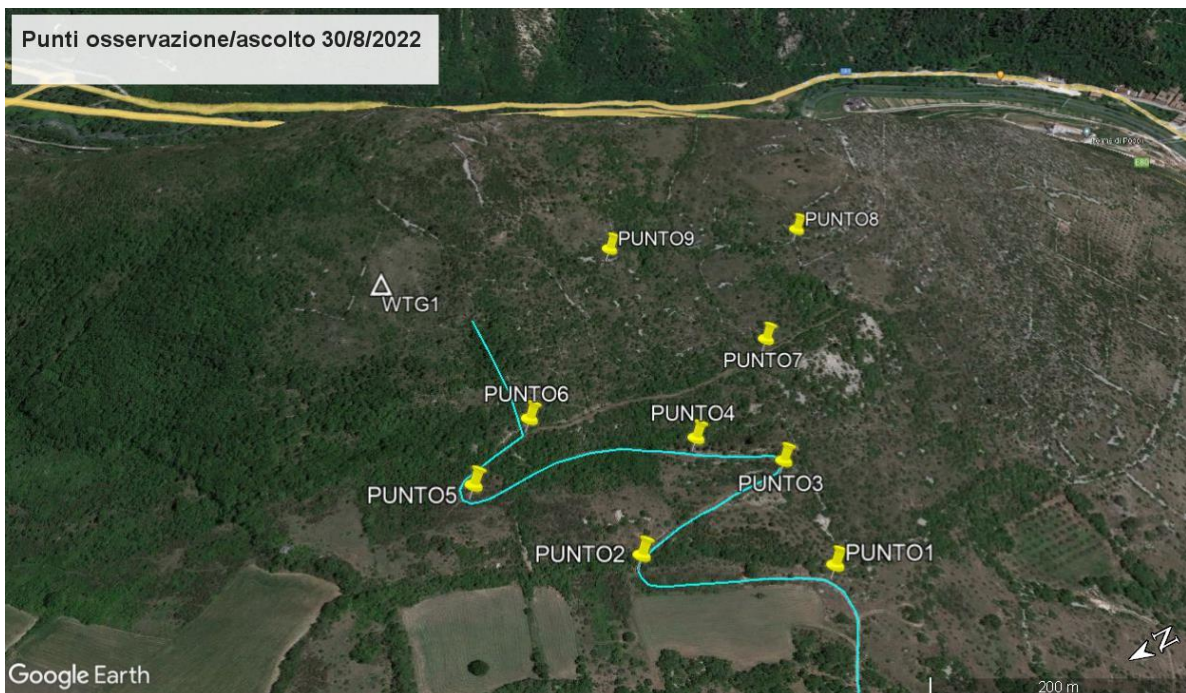 Punti osservazione/ascolto 30/8/2022
E80
PUNTO8
PUNTO9
WTG1
PUNTO7
PUNTO6
PUNTO4
PUNTO3
PUNTO5
PUNTO2
PUNTO1
N
Google Earth
200 m